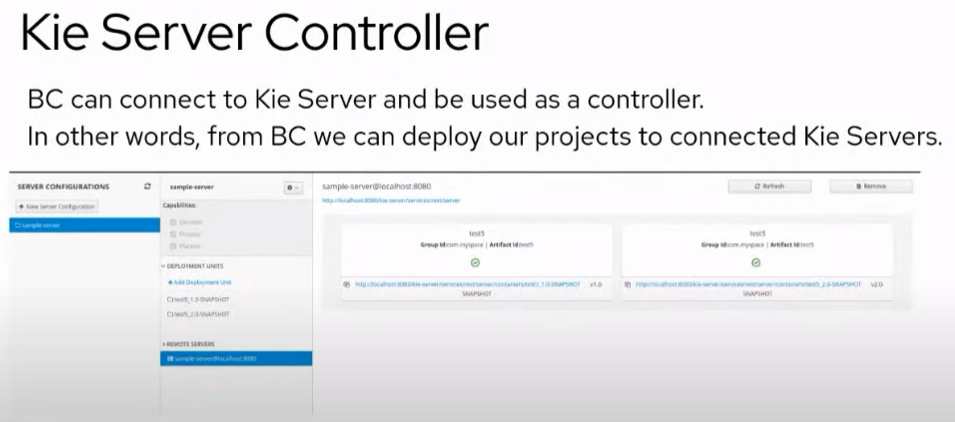 Kie Server Controller
BC can connect to Kie Server and be used as a controller.
In other words, from BC we can deploy our projects to connected Kie Servers.
SERVER CONFIGURATIONS
+ New Server Configuration
sample-server
sample-server
Capabilities:
Process
Planner
DEPLOYMENT UNITS
+ Add Deployment Unit
test5_1.0-SNAPSHOT
test5_2.0-SNAPSHOT
REMOTE SERVERS
sample-server@localhost:8080
sample-server@localhost:8080
Refresh
Remove
http://localhost:8080/kie-server/services/rest/server
test5
Group Id:com.myspace | Artifact Id:test5
http://localhost:8080/kie-server/services/rest/server/containers/test5_1.0-SNAPSHOT v1.0-
SNAPSHOT
test5
Group Id:com.myspace | Artifact Id:test5
http://localhost:8080/kie-server/services/rest/server/containers/test5_2.0-SNAPSHOT v2.0-
SNAPSHOT